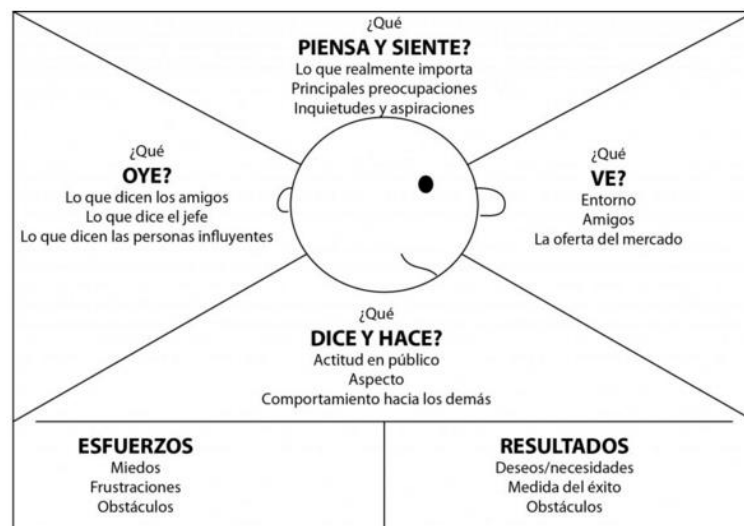 ¿Qué
PIENSA Y SIENTE?
Lo que realmente importa
Principales preocupaciones
Inquietudes y aspiraciones
¿Qué
OYE?
Lo que dicen los amigos
Lo que dice el jefe
Lo que dicen las personas influyentes
¿Qué
VE?
Entorno
Amigos
La oferta del mercado
¿Qué
DICE Y HACE?
Actitud en público
Aspecto
Comportamiento hacia los demás
ESFUERZOS
Miedos
Frustraciones
Obstáculos
RESULTADOS
Deseos/necesidades
Medida del éxito
Obstáculos